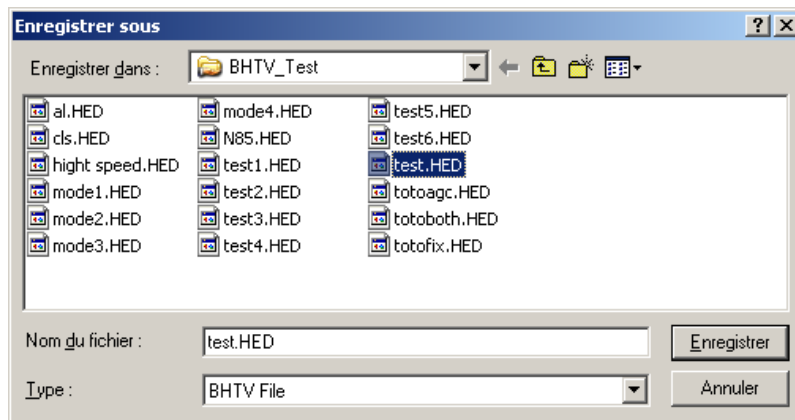 Enregistrer sous
Enregistrer dans :
BHTV_Test
al.HED
cls.HED
hight speed.HED
mode1.HED
mode2.HED
mode3.HED
mode4.HED
N85.HED
test1.HED
test2.HED
test3.HED
test4.HED
test5.HED
test6.HED
test.HED
totoagc.HED
totoboth.HED
totofix.HED
Nom du fichier :
test.HED
Enregistrer
Type :
BHTV File
Annuler